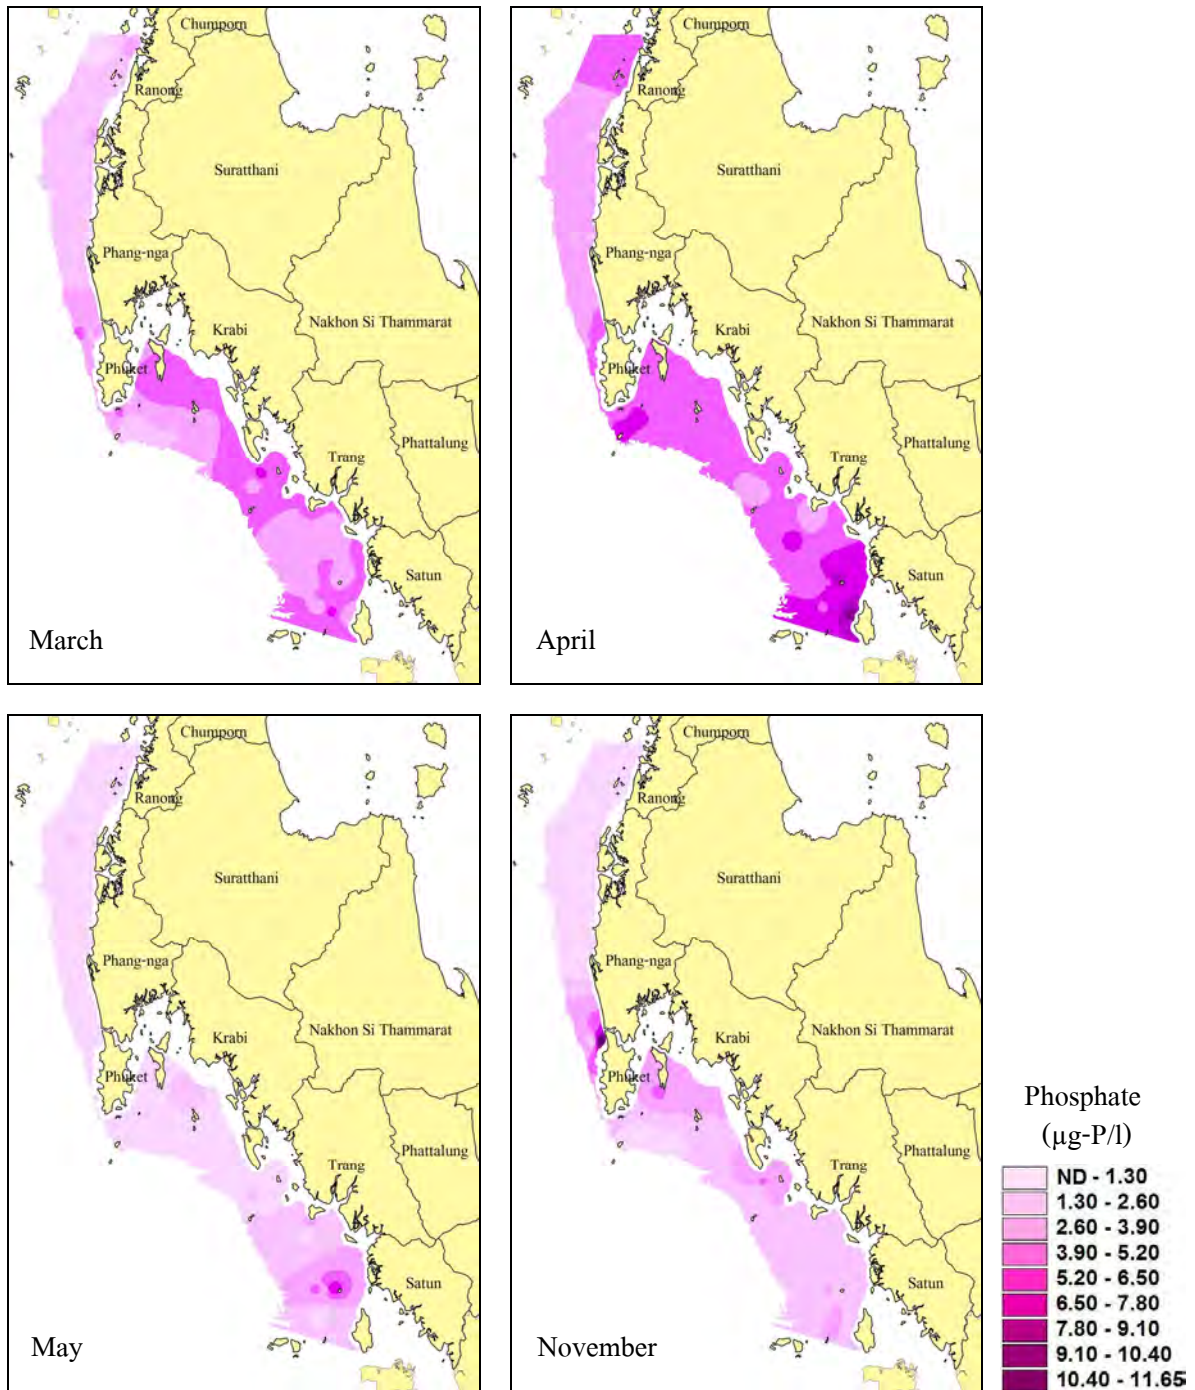 Chumporn
Ranong
Suratthani
Phang-nga
Krabi
Nakhon Si Thammarat
Phuket
Trang
Phattalung
Satun
March
Chumporn
Ranong
Suratthani
Phang-nga
Krabi
Nakhon Si Thammarat
Phuket
Trang
Phattalung
Satun
April
Chumporn
Ranong
Suratthani
Phang-nga
Krabi
Nakhon Si Thammarat
Phuket
Trang
Phattalung
Satun
May
Chumporn
Ranong
Suratthani
Phang-nga
Krabi
Nakhon Si Thammarat
Phuket
Trang
Phattalung
Satun
November
Phosphate
(µg-P/l)
ND - 1.30
1.30 - 2.60
2.60 - 3.90
3.90 - 5.20
5.20 - 6.50
6.50 - 7.80
7.80 - 9.10
9.10 - 10.40
10.40 - 11.65